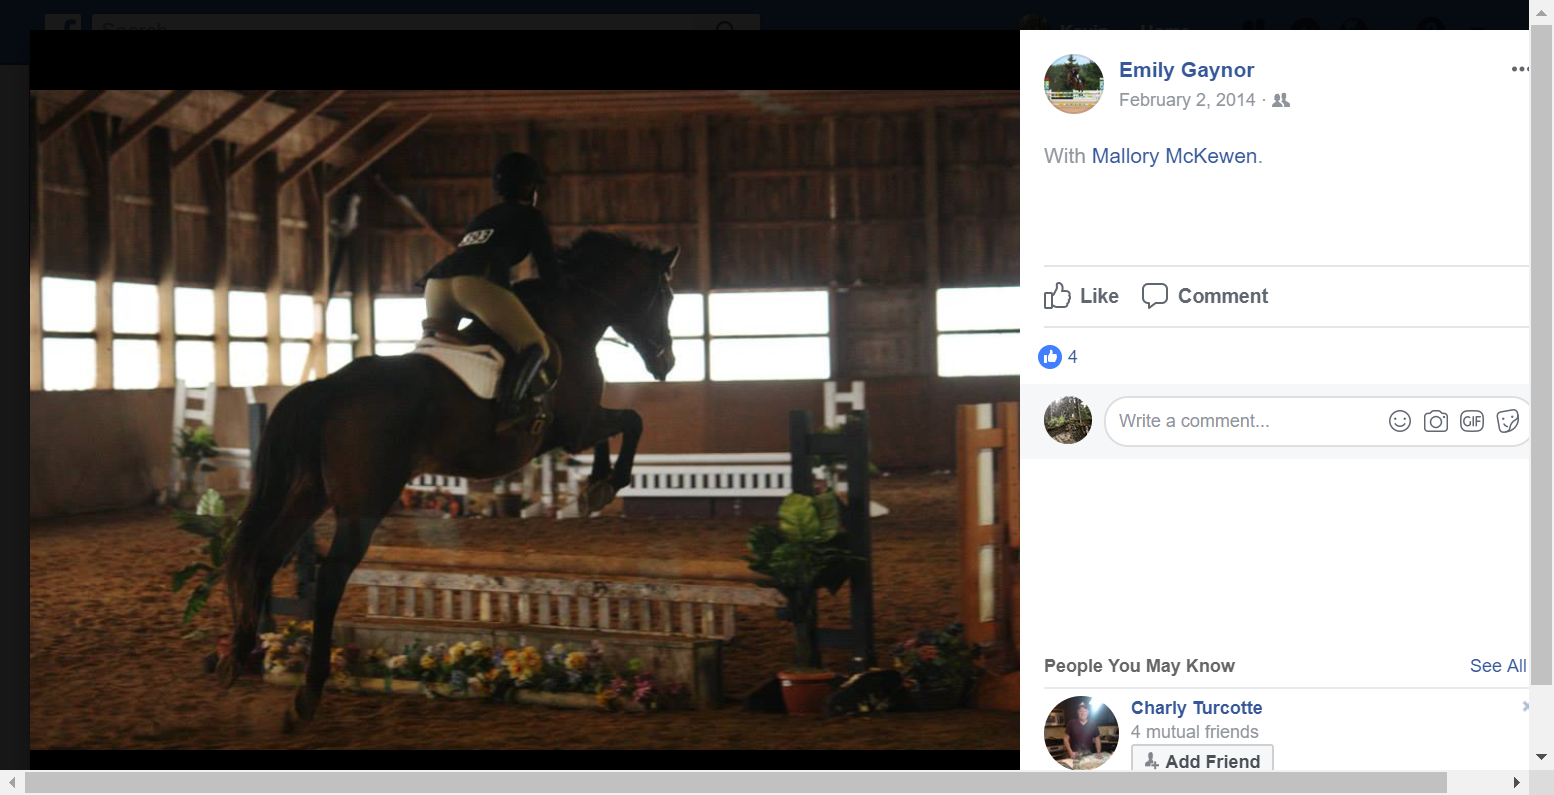 Search
Emily Gaynor
February 2, 2014 ·
With Mallory McKewen.
Like Comment
4
Write a comment...
GIF
People You May Know
See All
Charly Turcotte
4 mutual friends
Add Friend